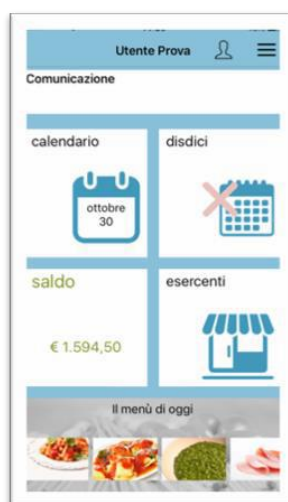 Utente Prova
Comunicazione
calendario
disdici
ottobre
30
saldo
esercenti
€ 1.594,50
Il menù di oggi